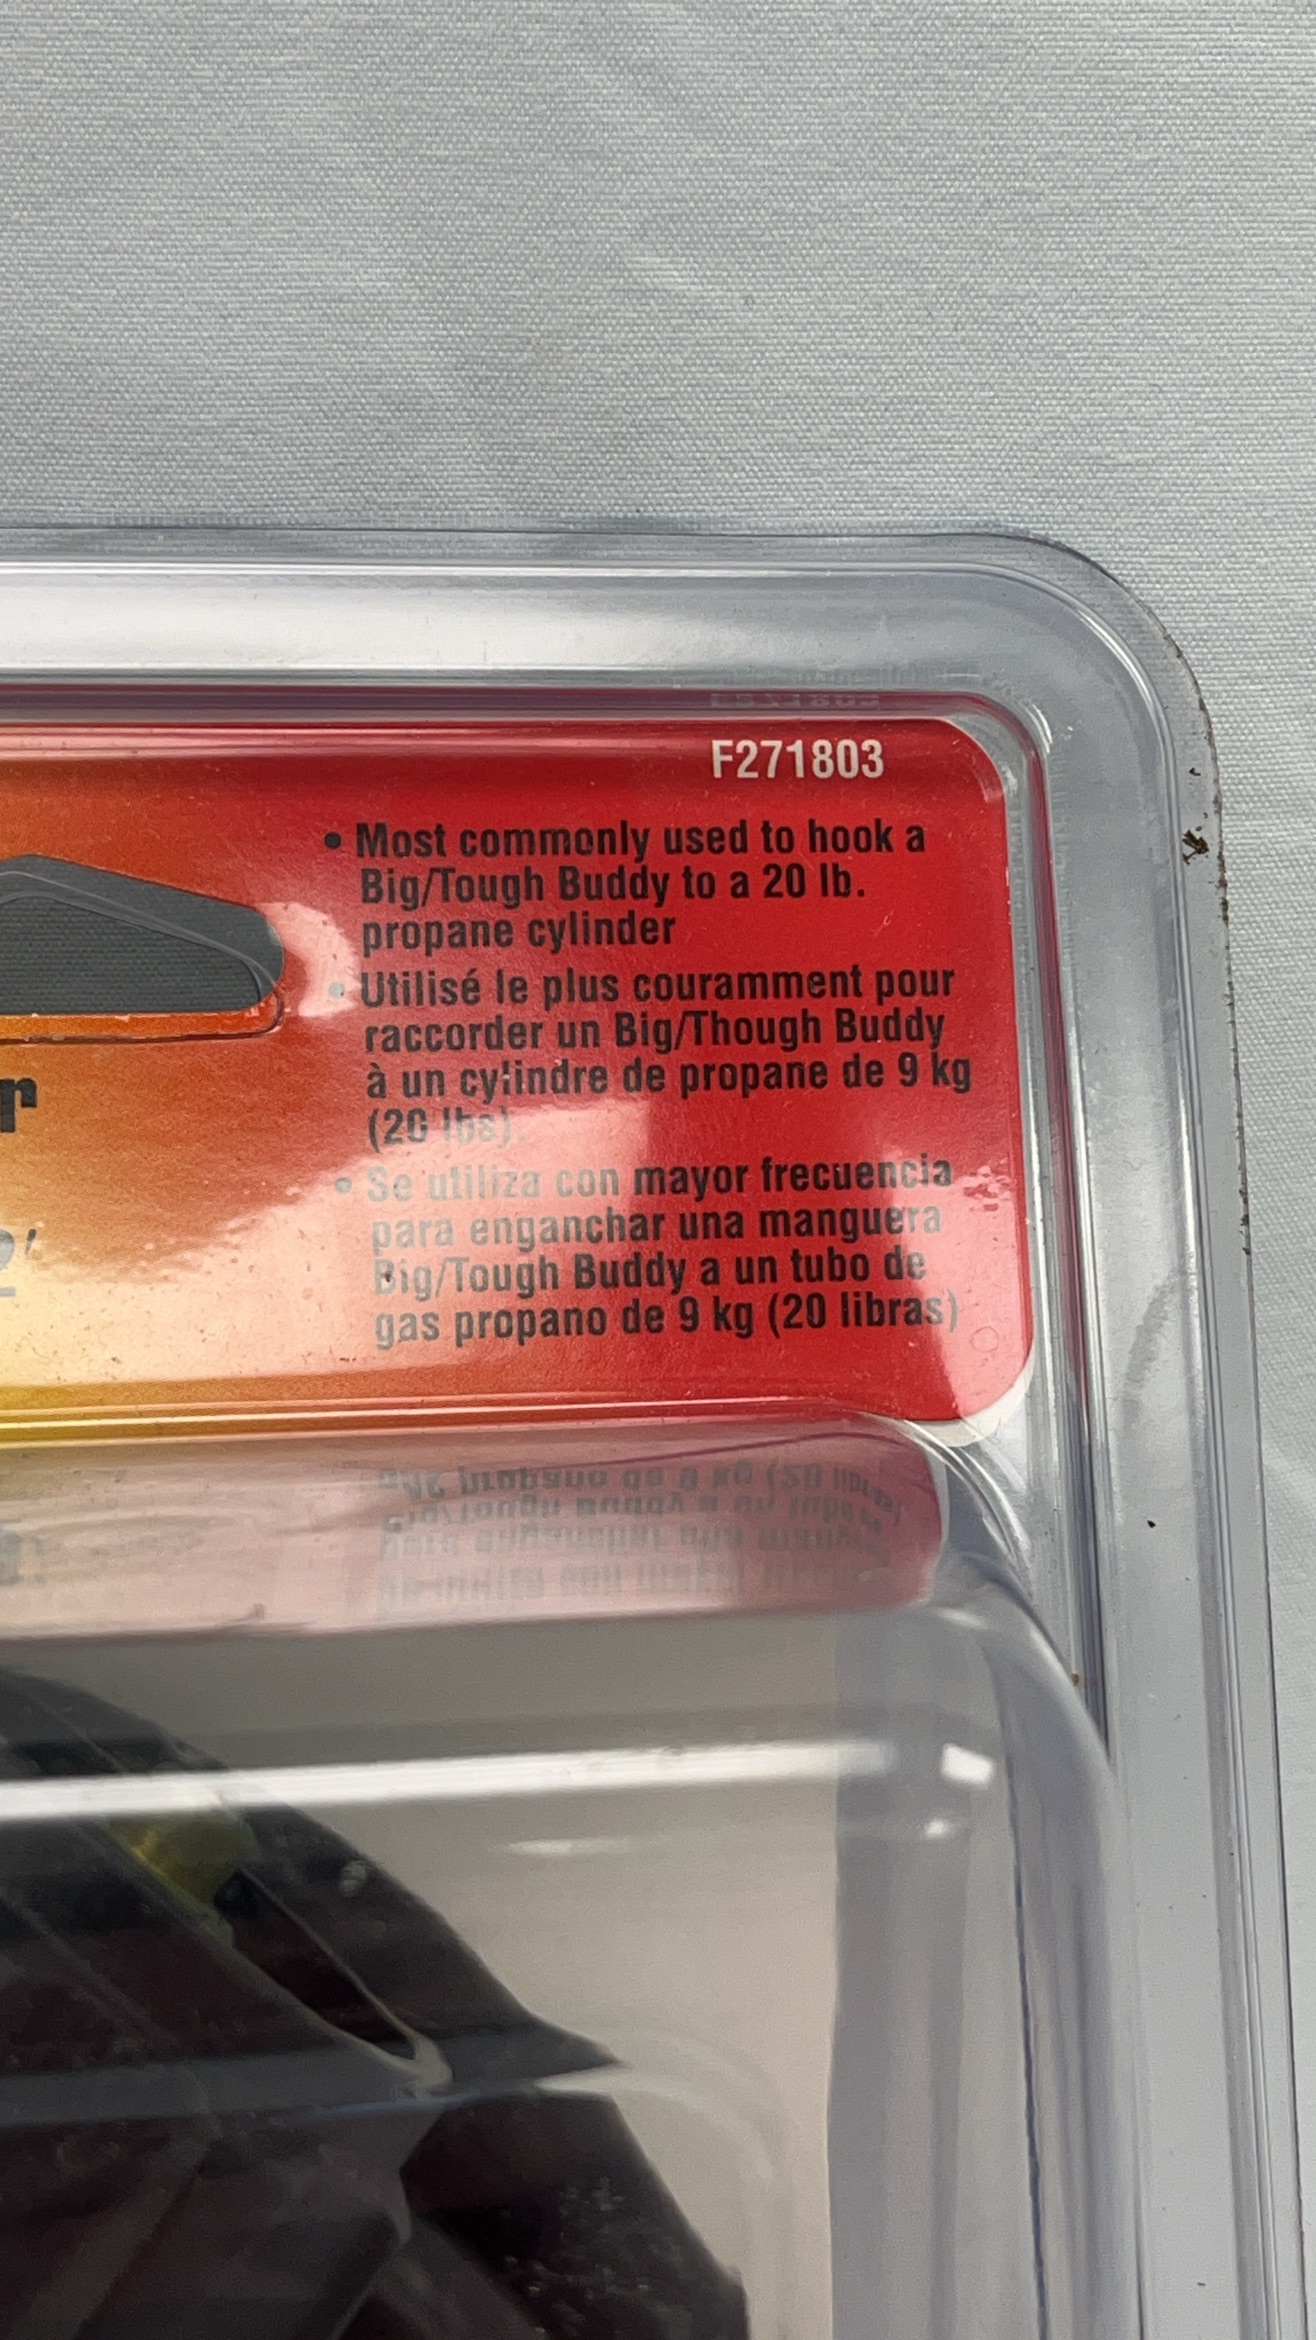 F271803
• Most commonly used to hook a
Big/Tough Buddy to a 20 lb.
propane cylinder
• Utilisé le plus couramment pour
raccorder un Big/Though Buddy
à un cylindre de propane de 9 kg
(20 lbs).
• Se utiliza con mayor frecuencia
para enganchar una manguera
Big/Tough Buddy a un tubo de
gas propano de 9 kg (20 libras)
r
2'